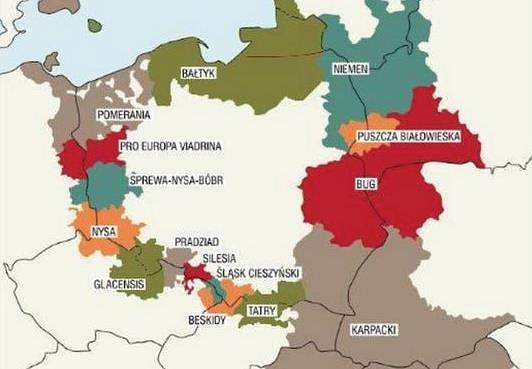 BAŁTYK
NIEMEN
POMERANIA
PUSZCZA BIAŁOWIESKA
PRO EUROPA VIADRINA
SPREWA-NYSA-BÓBR
BUG
NYSA
PRADZIAD
SILESIA
ŚLĄSK CIESZYŃSKI
GLACENSIS
TATRY
BESKIDY
KARPACKI